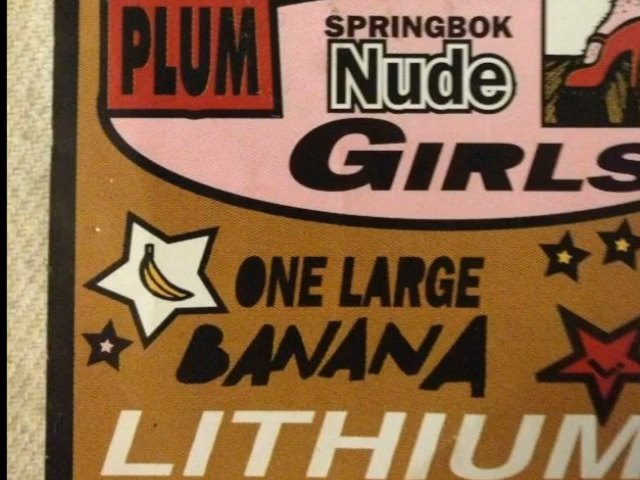 PLUM
SPRINGBOK
Nude
GIRLS
ONE LARGE
BANANA
LITHIUM